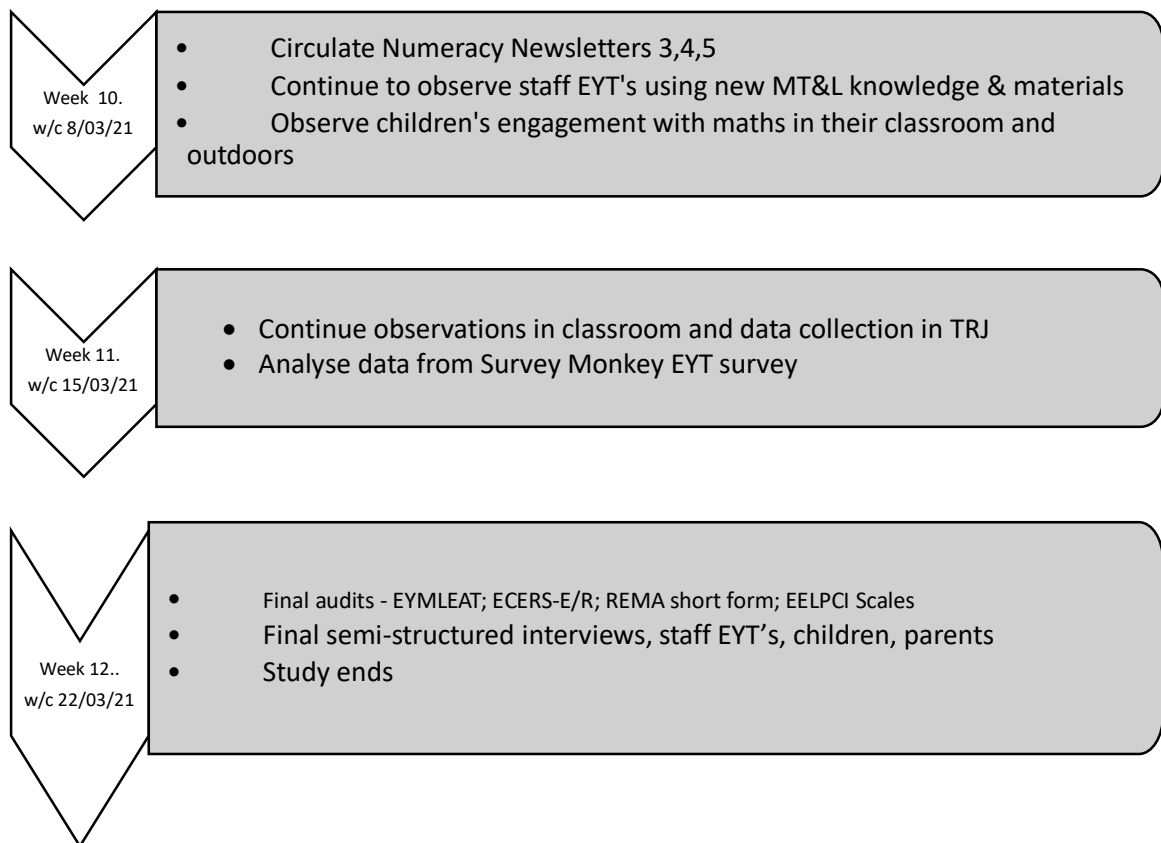 Week 10.
w/c 8/03/21
• Circulate Numeracy Newsletters 3,4,5
• Continue to observe staff EYT's using new MT&L knowledge & materials
• Observe children's engagement with maths in their classroom and
outdoors
Week 11.
w/c 15/03/21
• Continue observations in classroom and data collection in TRJ
• Analyse data from Survey Monkey EYT survey
Week 12..
w/c 22/03/21
• Final audits - EYMLEAT; ECERS-E/R; REMA short form; EELPCI Scales
• Final semi-structured interviews, staff EYT’s, children, parents
• Study ends